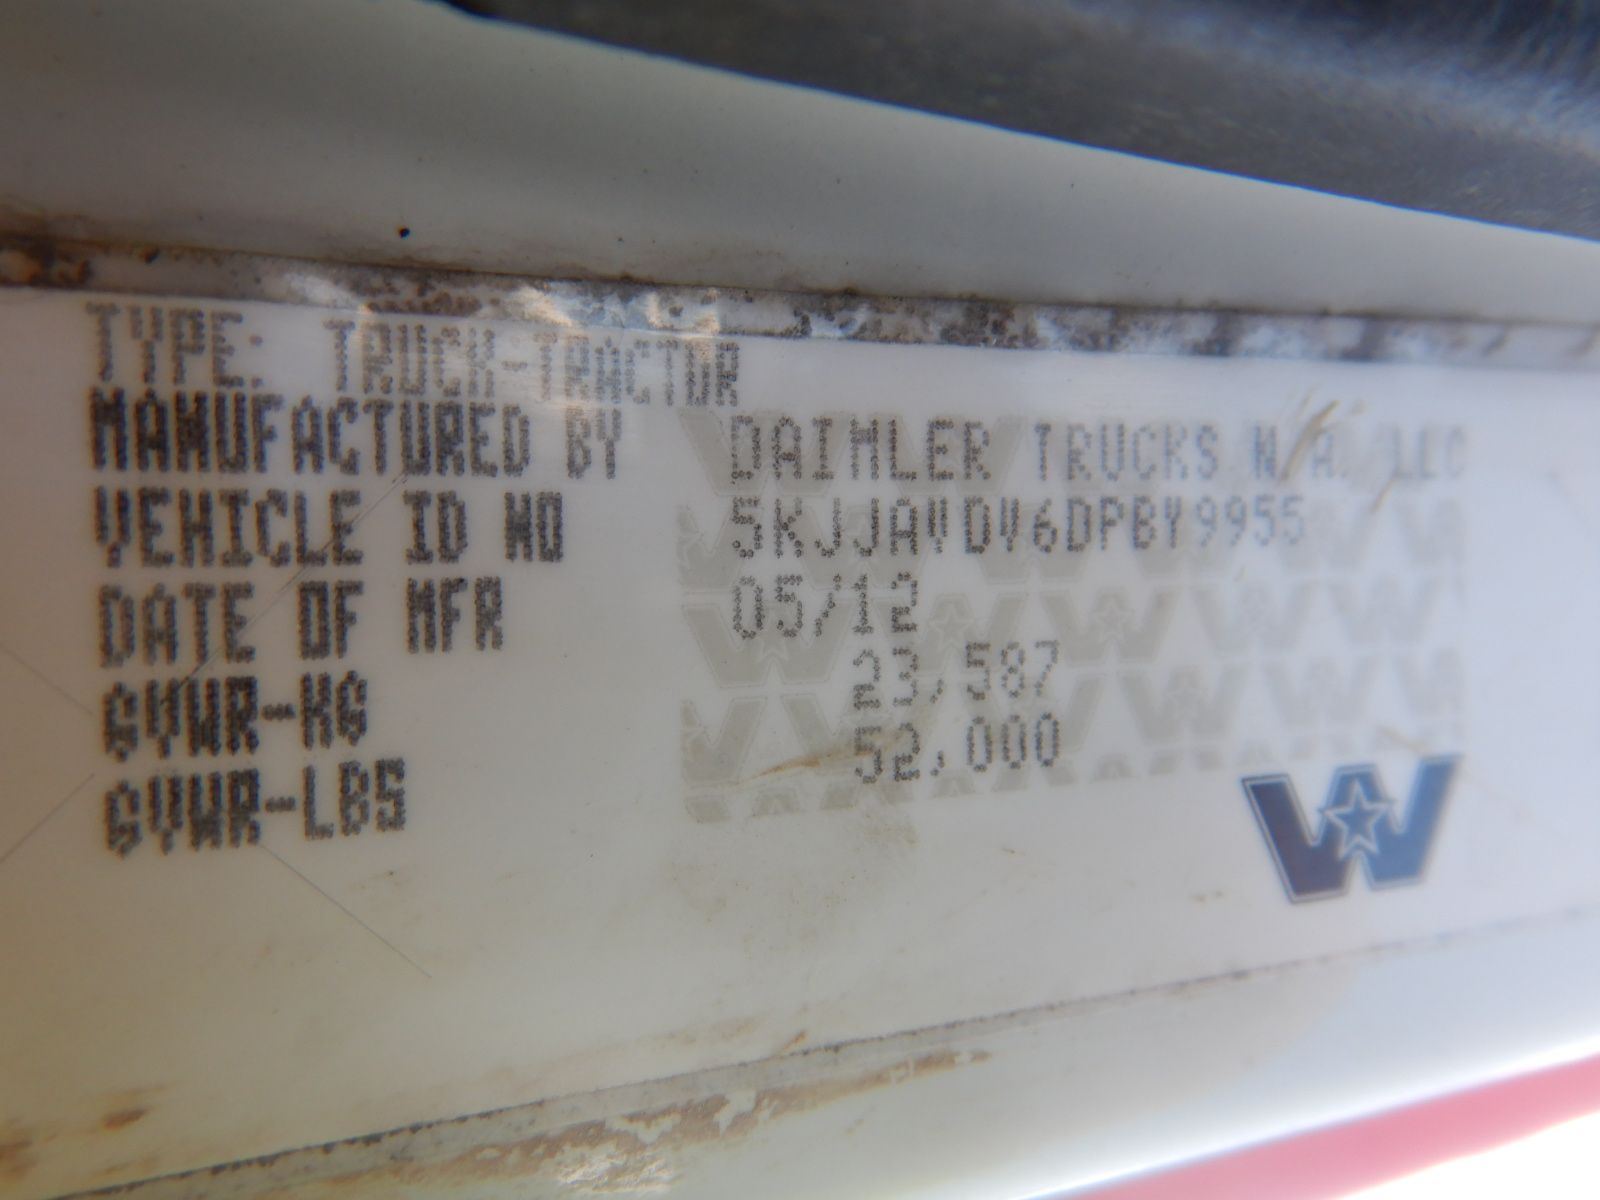 TYPE: TRUCK-TRACTOR
MANUFACTURED BY DAIMLER TRUCKS N.A. LLC
VEHICLE ID NO 5KJJAVDV6DPBY9955
DATE OF MFR 05/12
GVWR-KG 23,587
GVWR-LBS 52,000
W